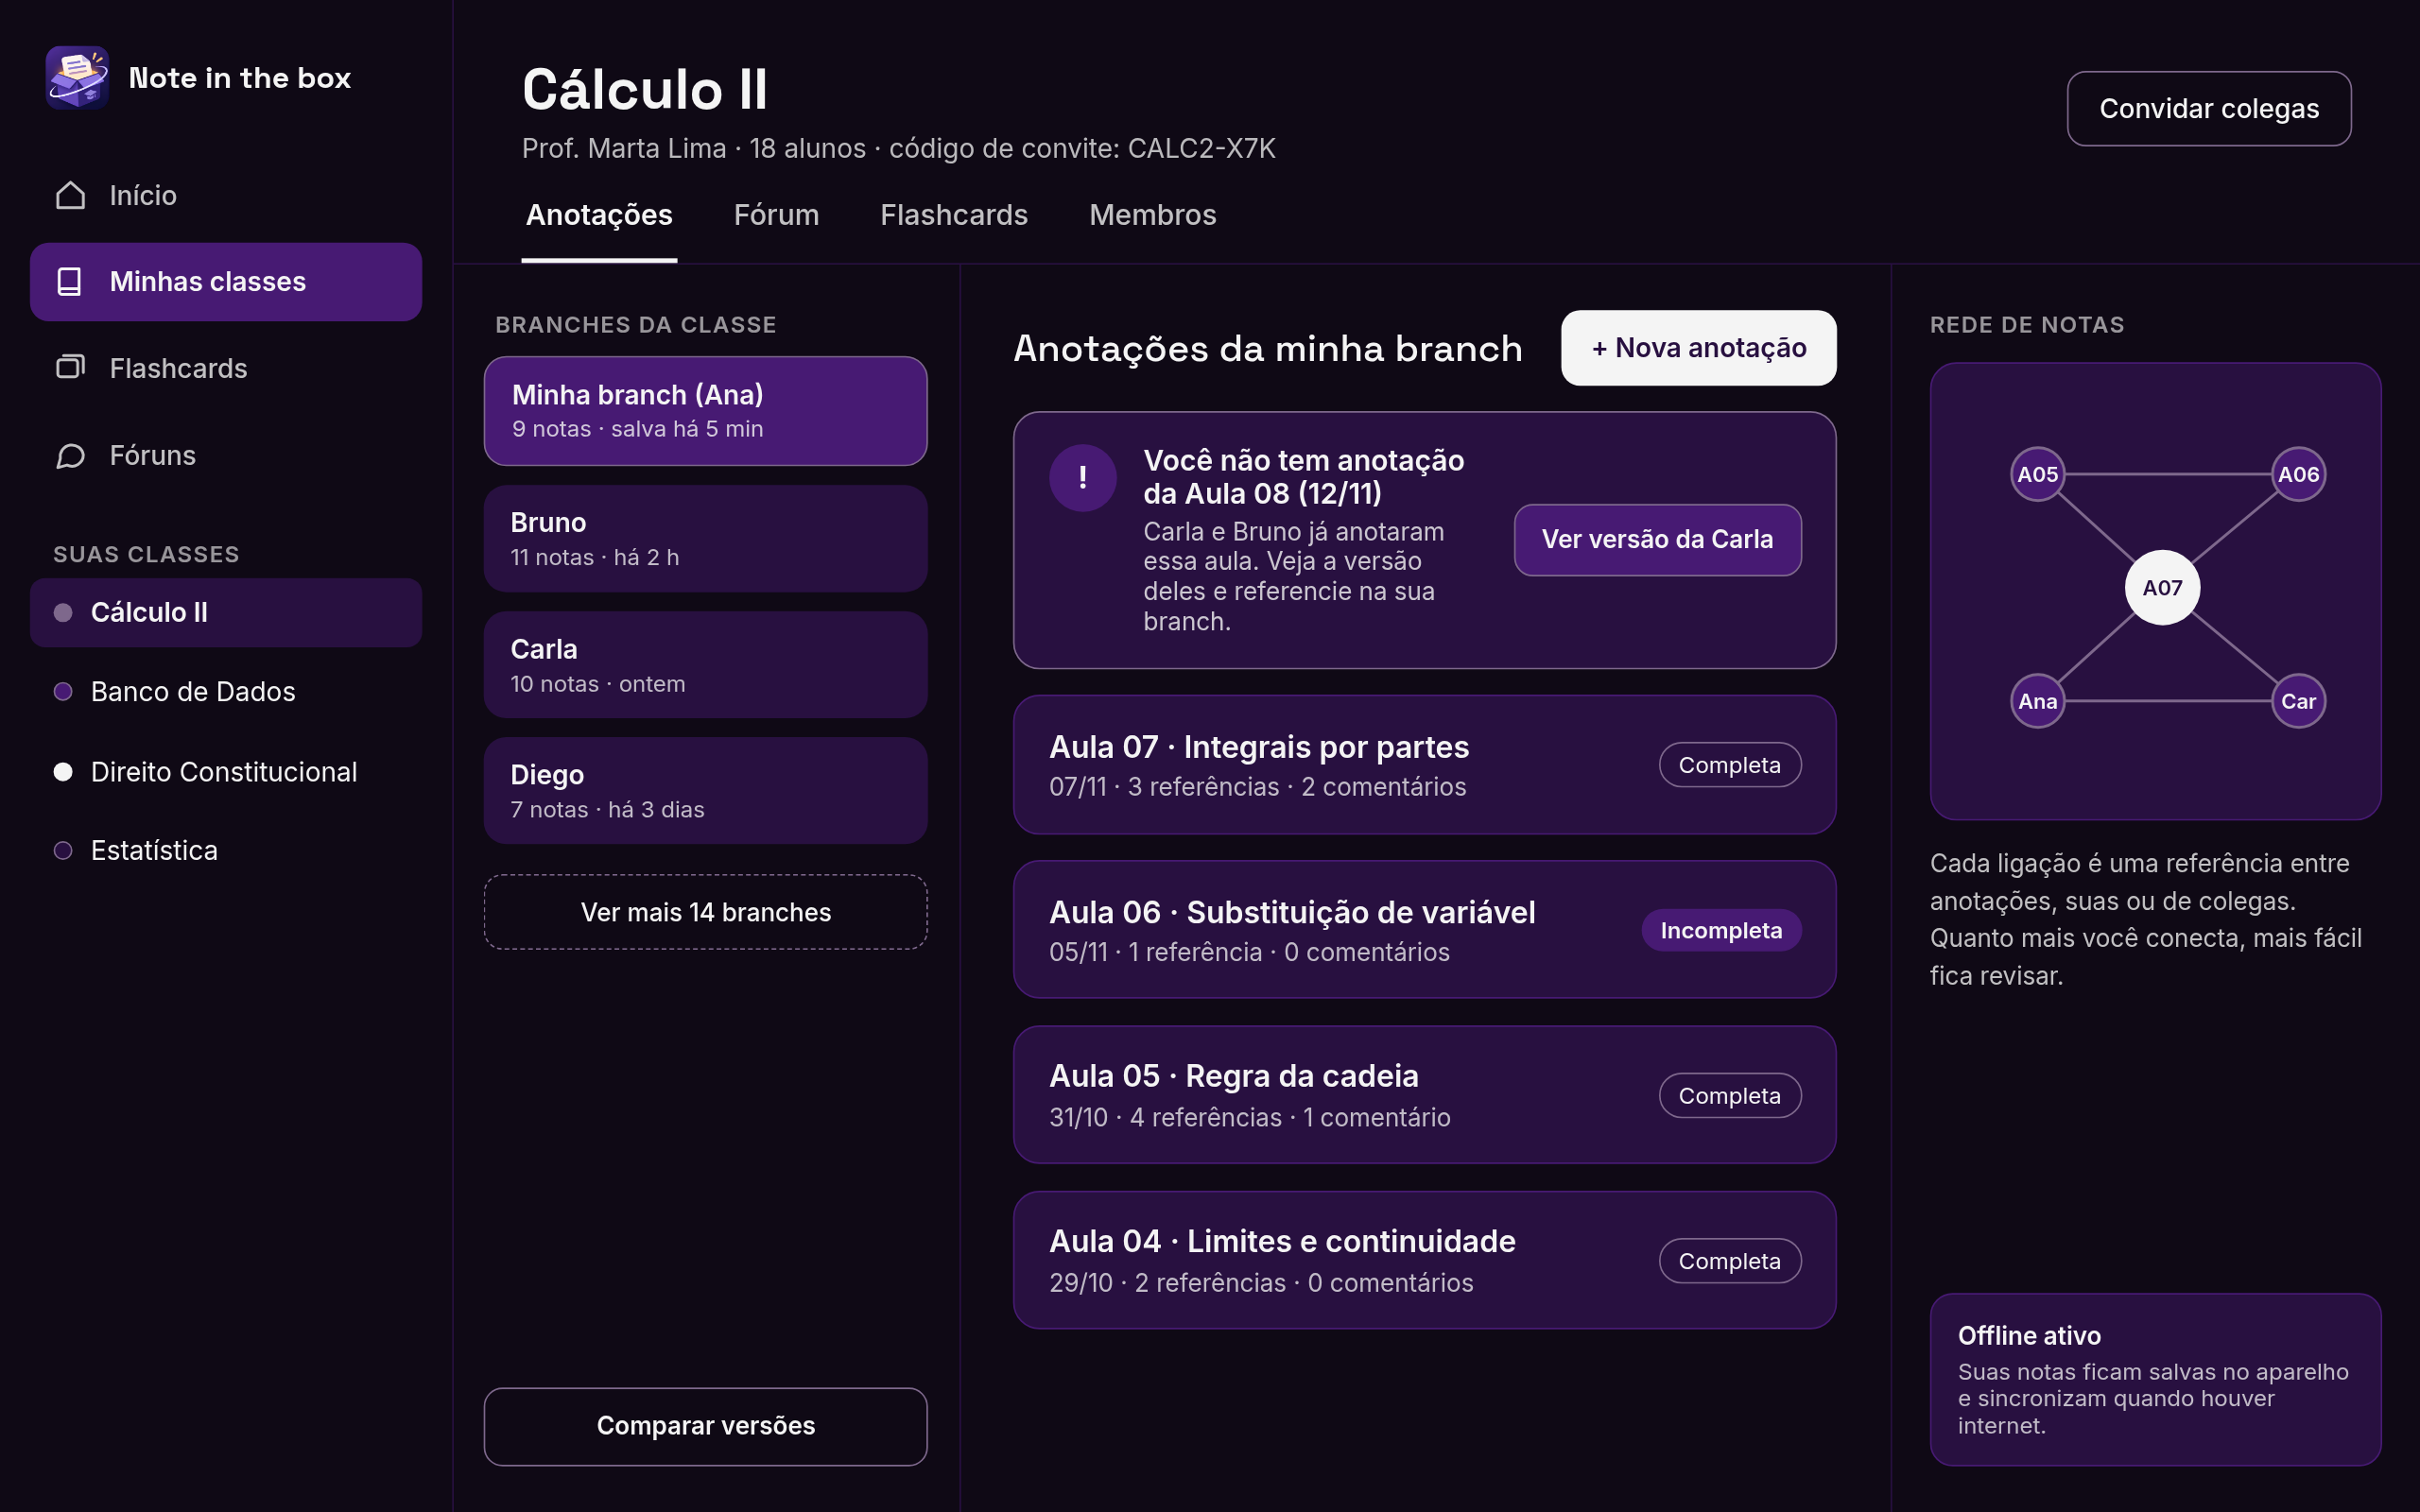 Note in the box
Início
Minhas classes
Flashcards
Fóruns
SUAS CLASSES
Cálculo II
Banco de Dados
Direito Constitucional
Estatística
Cálculo II
Prof. Marta Lima · 18 alunos · código de convite: CALC2-X7K
Convidar colegas
Anotações
Fórum
Flashcards
Membros
BRANCHES DA CLASSE
Minha branch (Ana)
9 notas · salva há 5 min
Bruno
11 notas · há 2 h
Carla
10 notas · ontem
Diego
7 notas · há 3 dias
Ver mais 14 branches
Comparar versões
Anotações da minha branch
+ Nova anotação
!
Você não tem anotação
da Aula 08 (12/11)
Carla e Bruno já anotaram
essa aula. Veja a versão
deles e referencie na sua
branch.
Ver versão da Carla
Aula 07 · Integrais por partes
07/11 · 3 referências · 2 comentários
Completa
Aula 06 · Substituição de variável
05/11 · 1 referência · 0 comentários
Incompleta
Aula 05 · Regra da cadeia
31/10 · 4 referências · 1 comentário
Completa
Aula 04 · Limites e continuidade
29/10 · 2 referências · 0 comentários
Completa
REDE DE NOTAS
A05
A06
A07
Ana
Car
Cada ligação é uma referência entre
anotações, suas ou de colegas.
Quanto mais você conecta, mais fácil
fica revisar.
Offline ativo
Suas notas ficam salvas no aparelho
e sincronizam quando houver
internet.